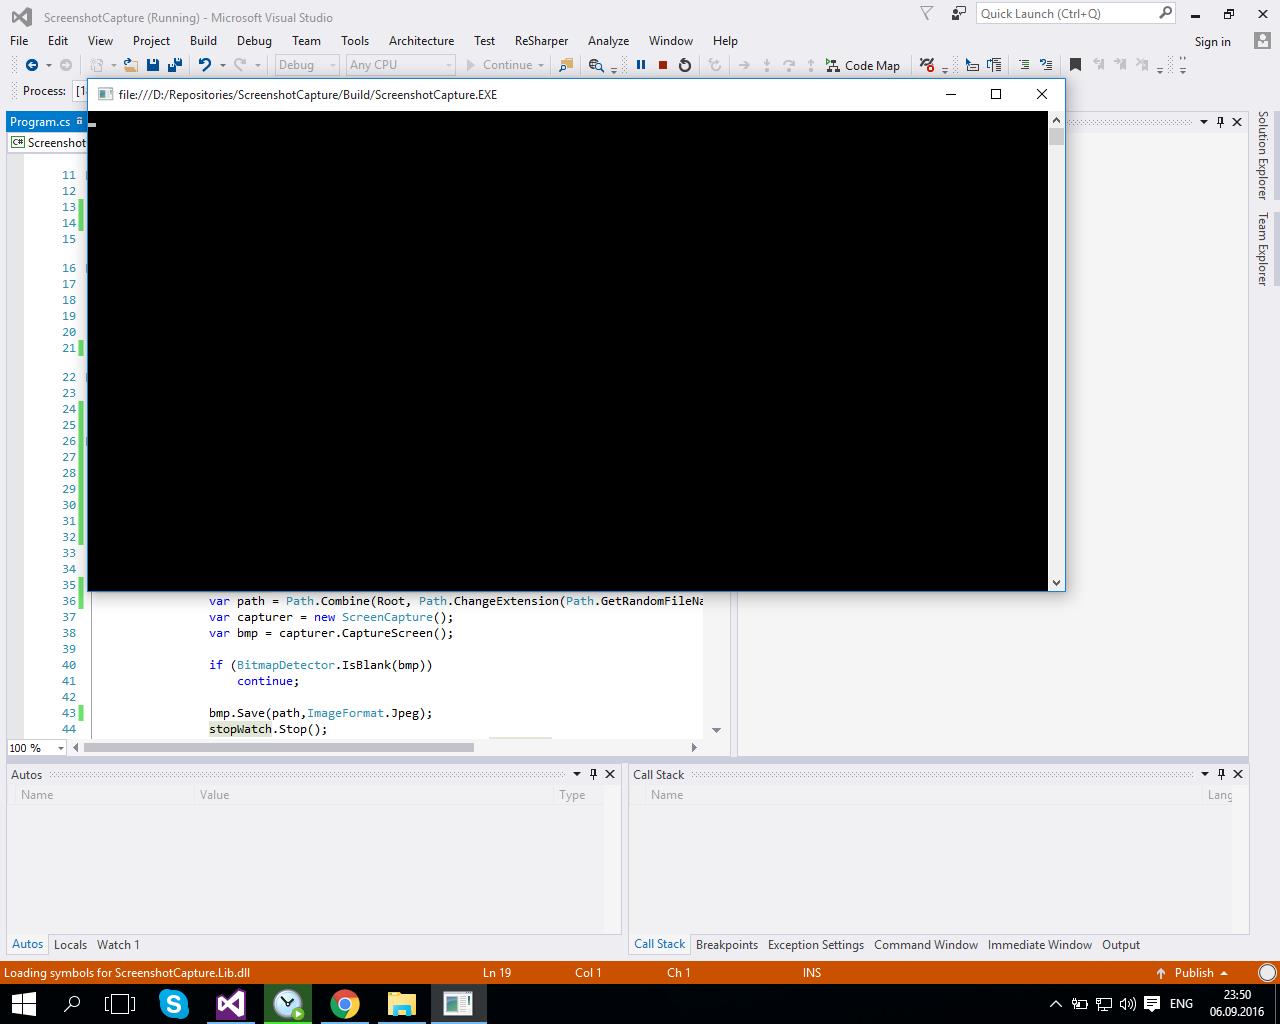 ScreenshotCapture (Running) - Microsoft Visual Studio
Quick Launch (Ctrl+Q)
File Edit View Project Build Debug Team Tools Architecture Test ReSharper Analyze Window Help
Sign in
Debug Any CPU Continue Code Map
Process: [1
file:///D:/Repositories/ScreenshotCapture/Build/ScreenshotCapture.EXE
Program.cs
C# Screenshot
Solution Explorer
Team Explorer
11
12
13
14
15
16
17
18
19
20
21
22
23
24
25
26
27
28
29
30
31
32
33
34
35
36 var path = Path.Combine(Root, Path.ChangeExtension(Path.GetRandomFileNa
37 var capturer = new ScreenCapture();
38 var bmp = capturer.CaptureScreen();
39
40 if (BitmapDetector.IsBlank(bmp))
41 continue;
42
43 bmp.Save(path,ImageFormat.Jpeg);
44 stopWatch.Stop();
100 %
Autos
Name Value Type
Call Stack
Name Lang
Autos Locals Watch 1
Call Stack Breakpoints Exception Settings Command Window Immediate Window Output
Loading symbols for ScreenshotCapture.Lib.dll Ln 19 Col 1 Ch 1 INS Publish
ENG
23:50
06.09.2016